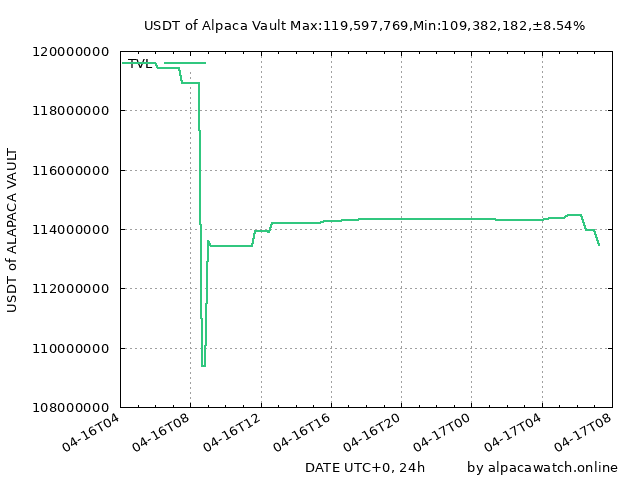 USDT of Alpaca Vault Max:119,597,769,Min:109,382,182,±8.54%
TVL
120000000
118000000
116000000
114000000
112000000
110000000
108000000
USDT of ALAPACA VAULT
04-16T04
04-16T08
04-16T12
04-16T16
04-16T20
04-17T00
04-17T04
04-17T08
DATE UTC+0, 24h
by alpacawatch.online